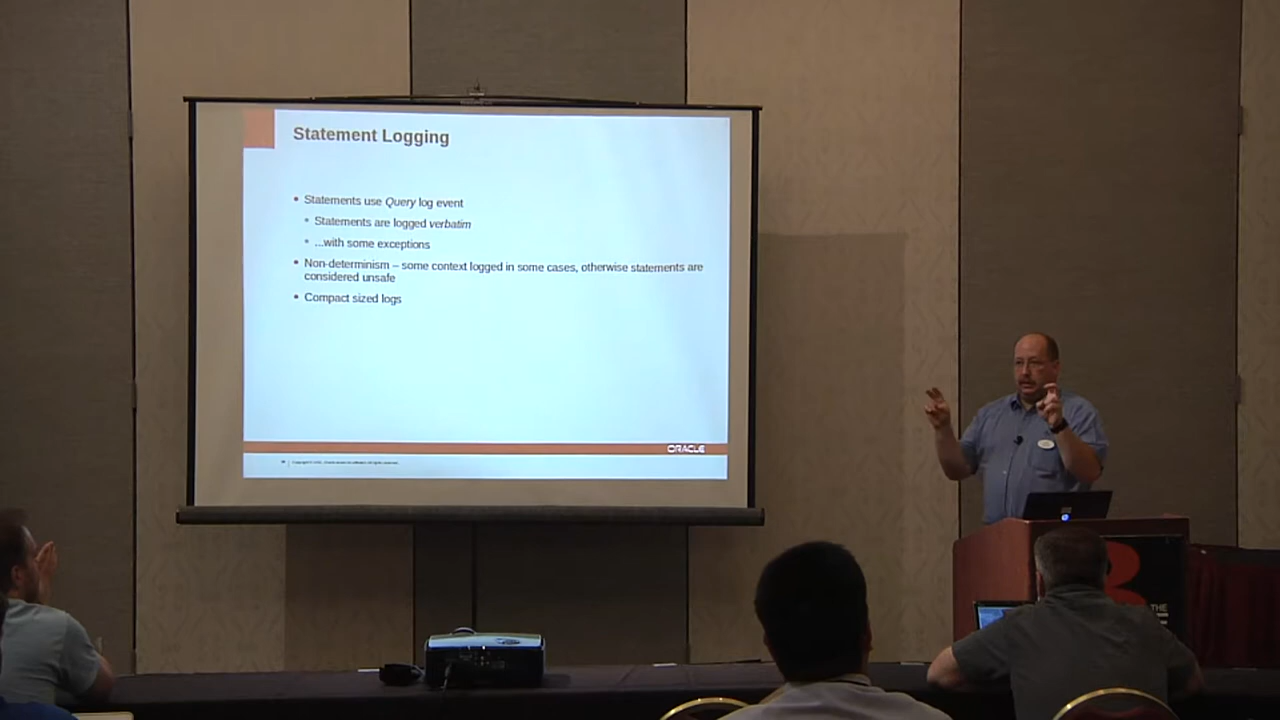 Statement Logging
Statements use Query log event
Statements are logged verbatim
...with some exceptions
Non-determinism – some context logged in some cases, otherwise statements are
considered unsafe
Compact sized logs
ORACLE
THE